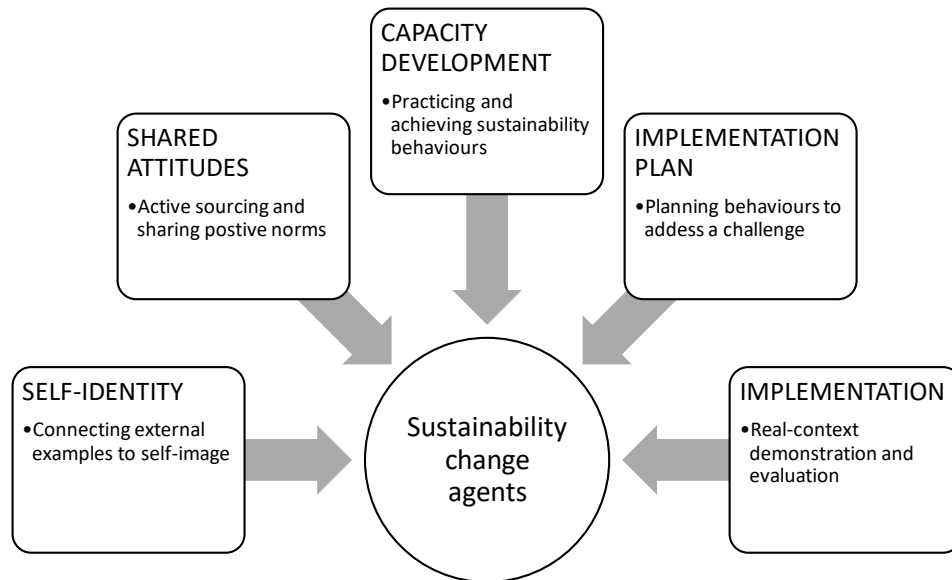 CAPACITY
DEVELOPMENT
•Practicing and
achieving sustainability
behaviours
SHARED
ATTITUDES
•Active sourcing and
sharing postive norms
IMPLEMENTATION
PLAN
•Planning behaviours to
addess a challenge
SELF-IDENTITY
•Connecting external
examples to self-image
Sustainability
change
agents
IMPLEMENTATION
•Real-context
demonstration and
evaluation